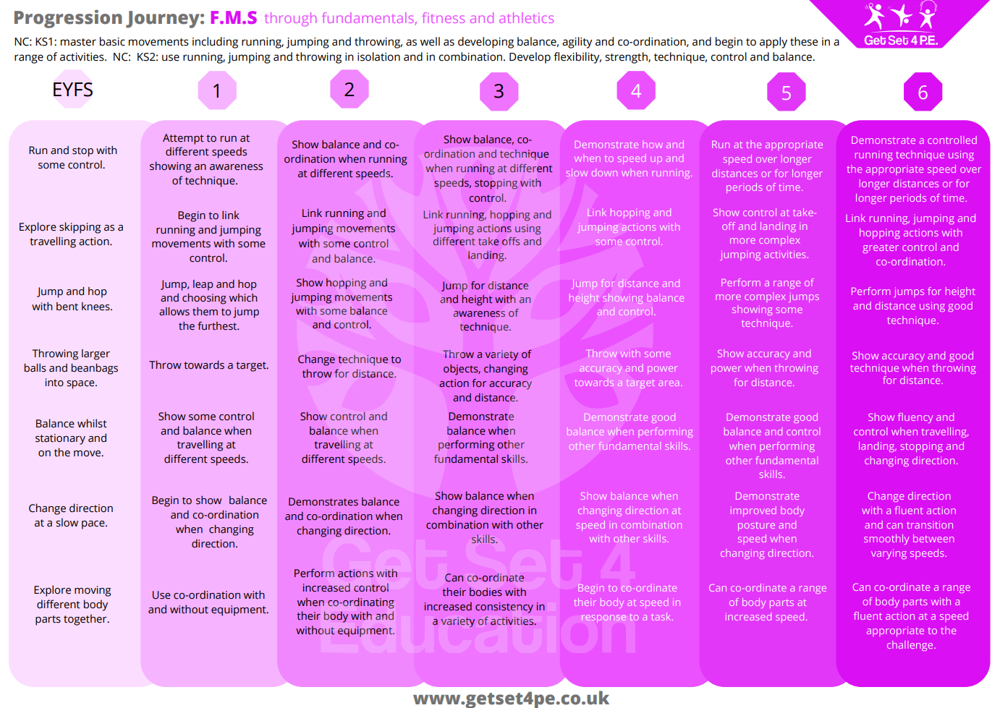 Progression Journey: F.M.S through fundamentals, fitness and athletics
Get Set 4 P.E.
NC: KS1: master basic movements including running, jumping and throwing, as well as developing balance, agility and co-ordination, and begin to apply these in a
range of activities.  NC:  KS2: use running, jumping and throwing in isolation and in combination. Develop flexibility, strength, technique, control and balance.
EYFS
Run and stop with
some control.
Explore skipping as a
travelling action.
Jump and hop
with bent knees.
Throwing larger
balls and beanbags
into space.
Balance whilst
stationary and
on the move.
Change direction
at a slow pace.
Explore moving
different body
parts together.
1
Attempt to run at
different speeds
showing an awareness
of technique.
Begin to link
running and jumping
movements with some
control.
Jump, leap and hop
and choosing which
allows them to jump
the furthest.
Throw towards a target.
Show some control
and balance when
travelling at
different speeds.
Begin to show  balance
and co-ordination
when  changing
direction.
Use co-ordination with
and without equipment.
2
Show balance and co-
ordination when running
at different speeds.
Link running and
jumping movements
with some control
and balance.
Show hopping and
jumping movements
with some balance
and control.
Change technique to
throw for distance.
Show control and
balance when
travelling at
different speeds.
Demonstrates balance
and co-ordination when
changing direction.
Perform actions with
increased control
when co-ordinating
their body with and
without equipment.
3
Show balance, co-
ordination and technique
when running at different
speeds, stopping with
control.
Link running, hopping and
jumping actions using
different take offs and
landing.
Jump for distance
and height with an
awareness of
technique.
Throw a variety of
objects, changing
action for accuracy
and distance.
Demonstrate
balance when
performing other
fundamental skills.
Show balance when
changing direction in
combination with other
skills.
Can co-ordinate
their bodies with
increased consistency in
a variety of activities.
4
Demonstrate how and
when to speed up and
slow down when running.
Link hopping and
jumping actions with
some control.
Jump for distance and
height showing balance
and control.
Throw with some
accuracy and power
towards a target area.
Demonstrate good
balance when performing
other fundamental skills.
Show balance when
changing direction at
speed in combination
with other skills.
Begin to co-ordinate
their body at speed in
response to a task.
5
Run at the appropriate
speed over longer
distances or for longer
periods of time.
Show control at take-
off and landing in
more complex
jumping activities.
Perform a range of
more complex jumps
showing some
technique.
Show accuracy and
power when throwing
for distance.
Demonstrate good
balance and control
when performing
other fundamental
skills.
Demonstrate
improved body
posture and
speed when
changing direction.
Can co-ordinate a range
of body parts at
increased speed.
6
Demonstrate a controlled
running technique using
the appropriate speed over
longer distances or for
longer periods of time.
Link running, jumping and
hopping actions with
greater control and
co-ordination.
Perform jumps for height
and distance using good
technique.
Show accuracy and good
technique when throwing
for distance.
Show fluency and
control when travelling,
landing, stopping and
changing direction.
Change direction
with a fluent action
and can transition
smoothly between
varying speeds.
Can co-ordinate a range
of body parts with a
fluent action at a speed
appropriate to the
challenge.
Get Set 4
Education
www.getset4pe.co.uk